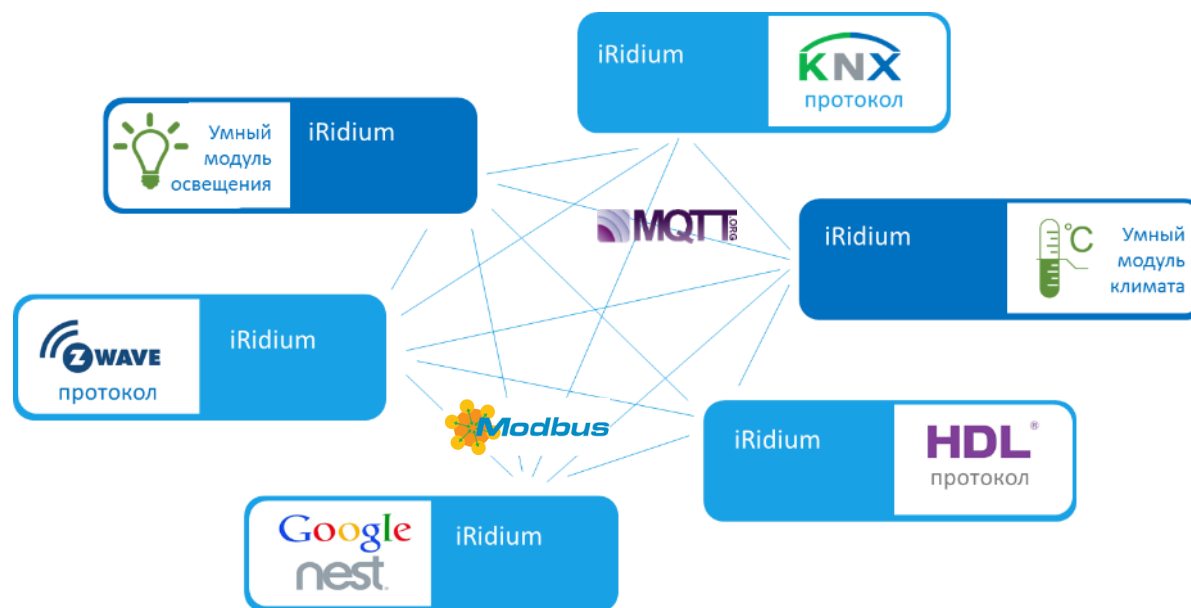 iRidium
KNX
протокол
Умный
модуль
освещения
iRidium
MQTT
.ORG
iRidium
°C
Умный
модуль
климата
Z WAVE
протокол
iRidium
Modbus
iRidium
HDL®
протокол
Google
nest
iRidium